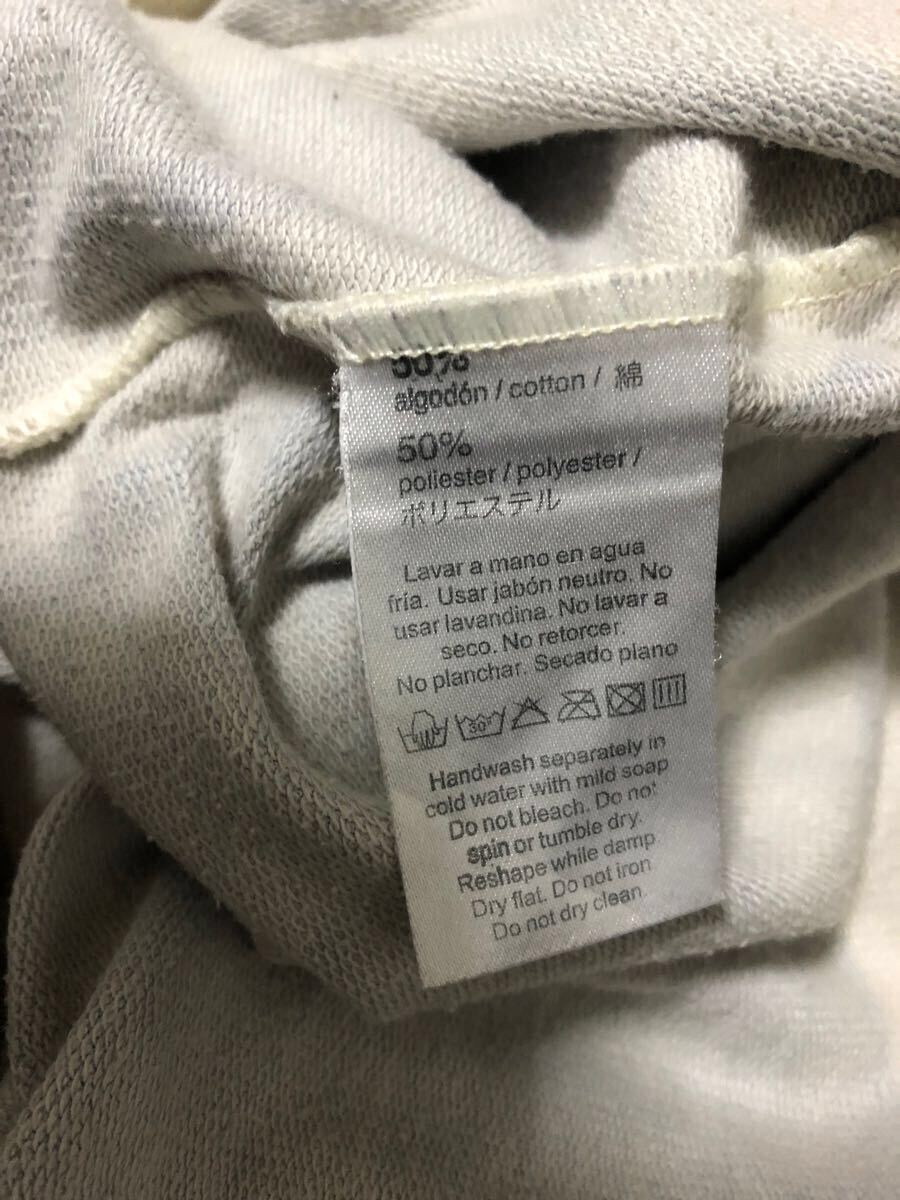 50%
algodón / cotton / 綿
50%
poliester / polyester /
ポリエステル
Lavar a mano en agua
fría. Usar jabón neutro. No
usar lavandina. No lavar a
seco. No retorcer.
No planchar. Secado plano
30°
Handwash separately in
cold water with mild soap
Do not bleach. Do not
spin or tumble dry.
Reshape while damp
Dry flat. Do not iron
Do not dry clean.